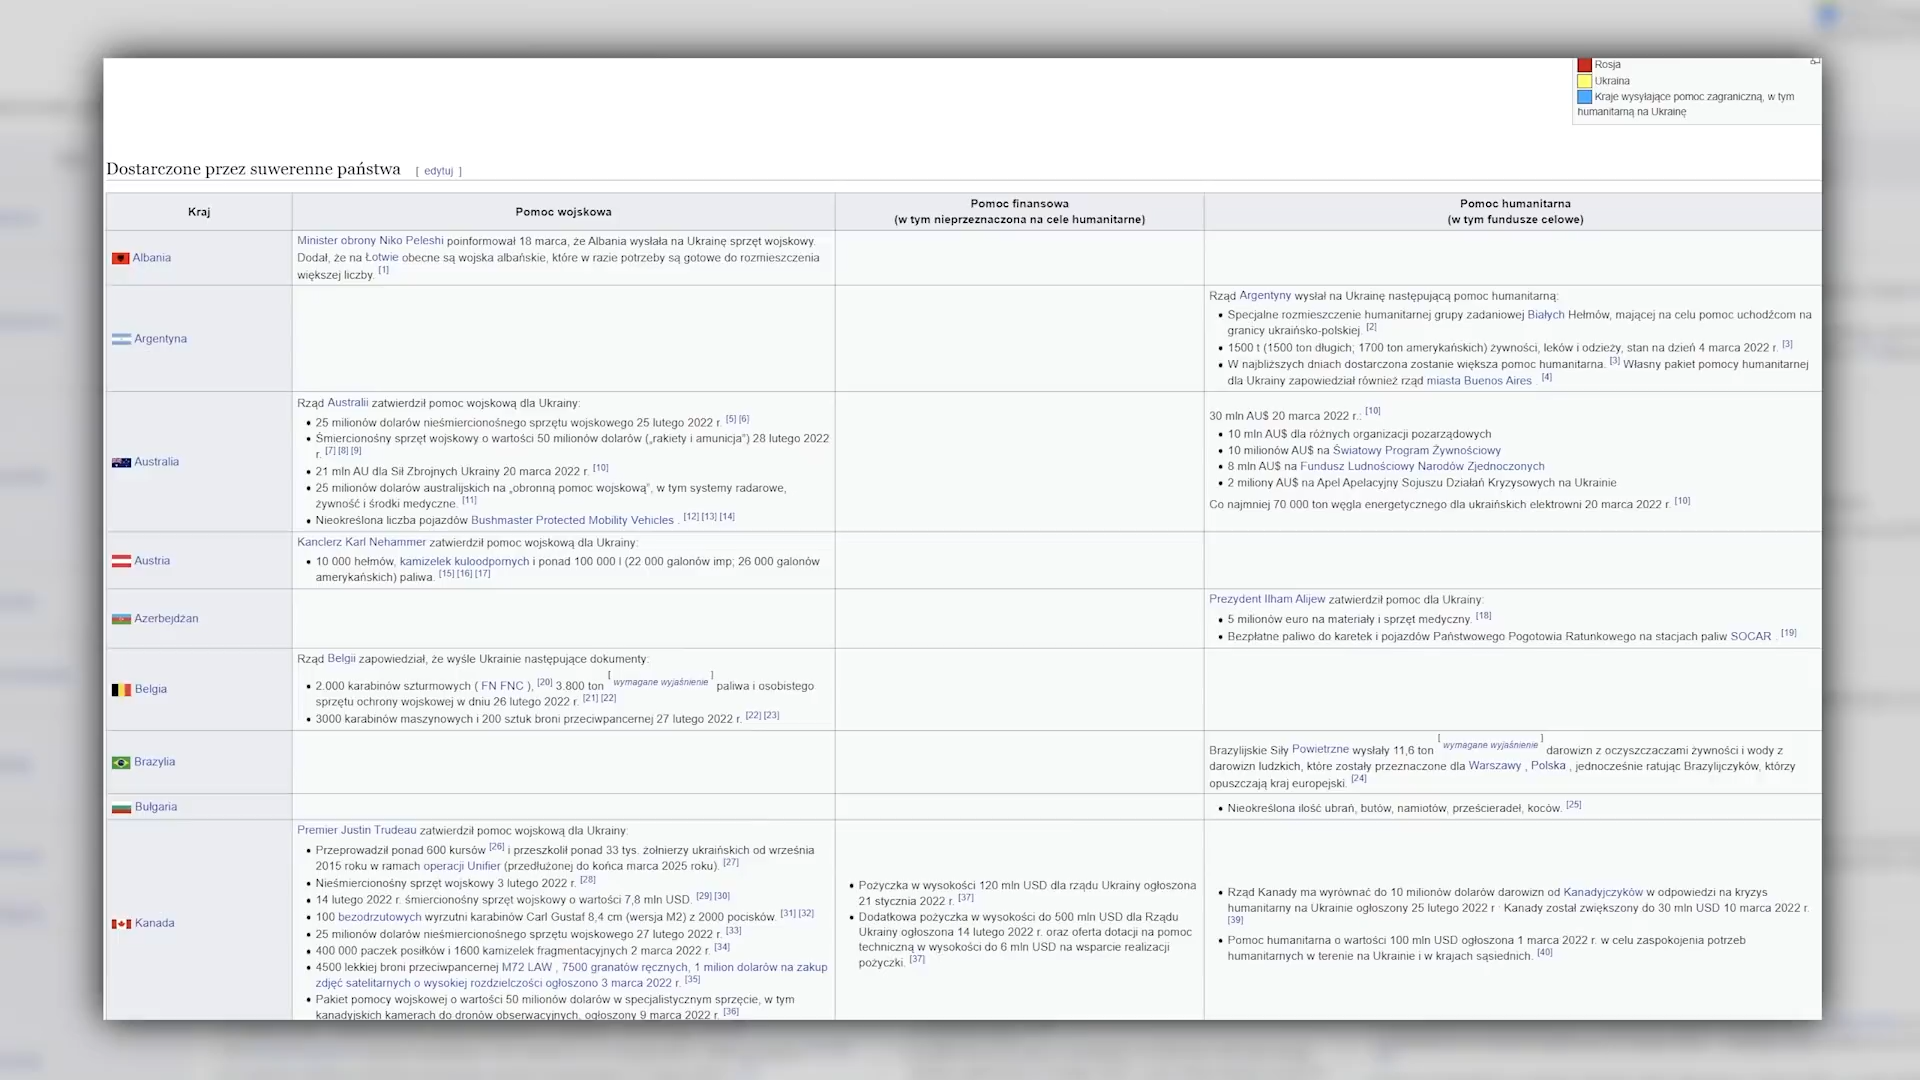 Rosja
Ukraina
Kraje wysyłające pomoc zagraniczną, w tym
humanitarną na Ukrainę
Dostarczone przez suwerenne państwa [ edytuj ]
Kraj
Pomoc wojskowa
Pomoc finansowa
(w tym nieprzeznaczona na cele humanitarne)
Pomoc humanitarna
(w tym fundusze celowe)
Albania
Minister obrony Niko Peleshi poinformował 18 marca, że Albania wysłała na Ukrainę sprzęt wojskowy.
Dodał, że na Łotwie obecne są wojska albańskie, które w razie potrzeby są gotowe do rozmieszczenia
większej liczby. [1]
Argentyna
Rząd Argentyny wysłał na Ukrainę następującą pomoc humanitarną:
• Specjalne rozmieszczenie humanitarnej grupy zadaniowej Białych Hełmów, mającej na celu pomoc uchodźcom na
granicy ukraińsko-polskiej. [2]
• 1500 t (1500 ton długich; 1700 ton amerykańskich) żywności, leków i odzieży, stan na dzień 4 marca 2022 r. [3]
• W najbliższych dniach dostarczona zostanie większa pomoc humanitarna. [3] Własny pakiet pomocy humanitarnej
dla Ukrainy zapowiedział również rząd miasta Buenos Aires . [4]
Australia
Rząd Australii zatwierdził pomoc wojskową dla Ukrainy:
• 25 milionów dolarów nieśmiercionośnego sprzętu wojskowego 25 lutego 2022 r. [5] [6]
• Śmiercionośny sprzęt wojskowy o wartości 50 milionów dolarów („rakiety i amunicja”) 28 lutego 2022
r. [7] [8] [9]
• 21 mln AU dla Sił Zbrojnych Ukrainy 20 marca 2022 r. [10]
• 25 milionów dolarów australijskich na „obronną pomoc wojskową”, w tym systemy radarowe,
żywność i środki medyczne. [11]
• Nieokreślona liczba pojazdów Bushmaster Protected Mobility Vehicles . [12] [13] [14]
30 mln AU$ 20 marca 2022 r.: [10]
• 10 mln AU$ dla różnych organizacji pozarządowych
• 10 milionów AU$ na Światowy Program Żywnościowy
• 8 mln AU$ na Fundusz Ludnościowy Narodów Zjednoczonych
• 2 miliony AU$ na Apel Apelacyjny Sojuszu Działań Kryzysowych na Ukrainie
Co najmniej 70 000 ton węgla energetycznego dla ukraińskich elektrowni 20 marca 2022 r. [10]
Austria
Kanclerz Karl Nehammer zatwierdził pomoc wojskową dla Ukrainy:
• 10 000 hełmów, kamizelek kuloodpornych i ponad 100 000 l (22 000 galonów imp; 26 000 galonów
amerykańskich) paliwa. [15] [16] [17]
Azerbejdżan
Prezydent Ilham Alijew zatwierdził pomoc dla Ukrainy:
• 5 milionów euro na materiały i sprzęt medyczny. [18]
• Bezpłatne paliwo do karetek i pojazdów Państwowego Pogotowia Ratunkowego na stacjach paliw SOCAR . [19]
Belgia
Rząd Belgii zapowiedział, że wyśle Ukrainie następujące dokumenty:
• 2.000 karabinów szturmowych ( FN FNC ), [20] 3.800 ton [ wymagane wyjaśnienie ] paliwa i osobistego
sprzętu ochrony wojskowej w dniu 26 lutego 2022 r. [21] [22]
• 3000 karabinów maszynowych i 200 sztuk broni przeciwpancernej 27 lutego 2022 r. [22] [23]
Brazylia
Brazylijskie Siły Powietrzne wysłały 11,6 ton [ wymagane wyjaśnienie ] darowizn z oczyszczaczami żywności i wody z
darowizn ludzkich, które zostały przeznaczone dla Warszawy , Polska , jednocześnie ratując Brazylijczyków, którzy
opuszczają kraj europejski. [24]
Bułgaria
• Nieokreślona ilość ubrań, butów, namiotów, prześcieradeł, koców. [25]
Kanada
Premier Justin Trudeau zatwierdził pomoc wojskową dla Ukrainy:
• Przeprowadził ponad 600 kursów [26] i przeszkolił ponad 33 tys. żołnierzy ukraińskich od września
2015 roku w ramach operacji Unifier (przedłużonej do końca marca 2025 roku). [27]
• Nieśmiercionośny sprzęt wojskowy 3 lutego 2022 r. [28]
• 14 lutego 2022 r. śmiercionośny sprzęt wojskowy o wartości 7,8 mln USD. [29] [30]
• 100 bezodrzutowych wyrzutni karabinów Carl Gustaf 8,4 cm (wersja M2) z 2000 pocisków. [31] [32]
• 25 milionów dolarów nieśmiercionośnego sprzętu wojskowego 27 lutego 2022 r. [33]
• 400 000 paczek posiłków i 1600 kamizelek fragmentacyjnych 2 marca 2022 r. [34]
• 4500 lekkiej broni przeciwpancernej M72 LAW , 7500 granatów ręcznych, 1 milion dolarów na zakup
zdjęć satelitarnych o wysokiej rozdzielczości ogłoszono 3 marca 2022 r. [35]
• Pakiet pomocy wojskowej o wartości 50 milionów dolarów w specjalistycznym sprzęcie, w tym
kanadyjskich kamerach do dronów obserwacyjnych, ogłoszony 9 marca 2022 r. [36]
• Pożyczka w wysokości 120 mln USD dla rządu Ukrainy ogłoszona
21 stycznia 2022 r. [37]
• Dodatkowa pożyczka w wysokości do 500 mln USD dla Rządu
Ukrainy ogłoszona 14 lutego 2022 r. oraz oferta dotacji na pomoc
techniczną w wysokości do 6 mln USD na wsparcie realizacji
pożyczki. [37]
• Rząd Kanady ma wyrównać do 10 milionów dolarów darowizn od Kanadyjczyków w odpowiedzi na kryzys
humanitarny na Ukrainie ogłoszony 25 lutego 2022 r Kanady został zwiększony do 30 mln USD 10 marca 2022 r.
[39]
• Pomoc humanitarna o wartości 100 mln USD ogłoszona 1 marca 2022 r. w celu zaspokojenia potrzeb
humanitarnych w terenie na Ukrainie i w krajach sąsiednich. [40]